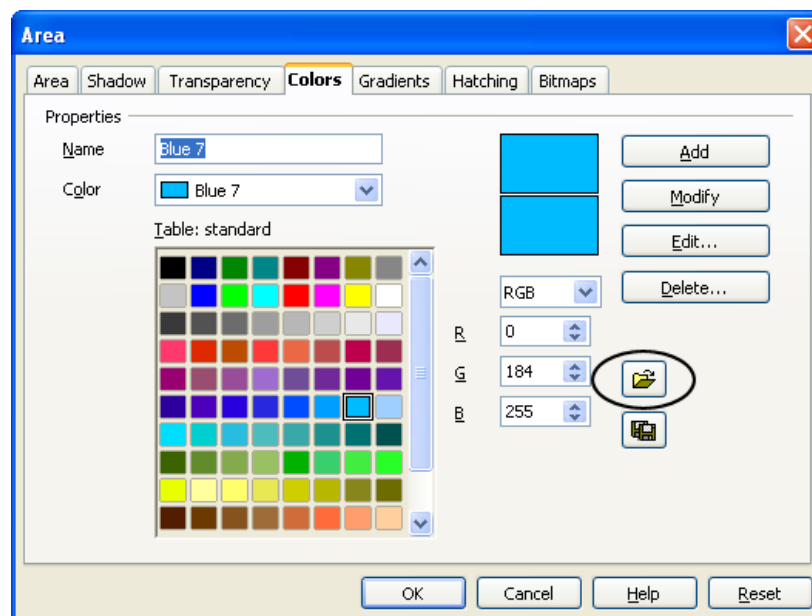 Area
Area Shadow Transparency Colors Gradients Hatching Bitmaps
Properties
Name Blue 7 Add
Color Blue 7 Modify
Table: standard Edit...
RGB Delete...
R 0
G 184
B 255
OK Cancel Help Reset